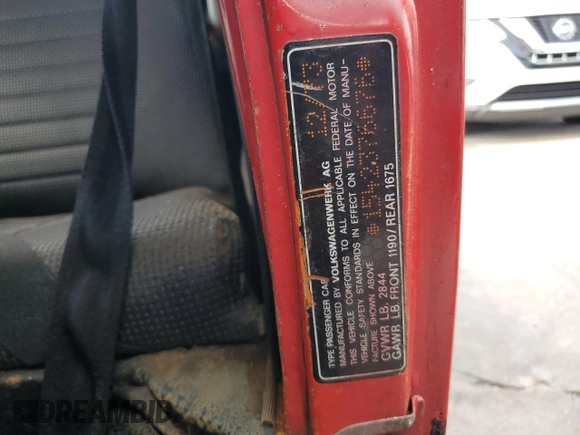 12/73
TYPE:PASSENGER CAR
MANUFACTURED BY VOLKSWAGENWERK AG
THIS VEHICLE CONFORMS TO ALL APPLICABLE FEDERAL MOTOR
VEHICLE SAFETY STANDARDS IN EFFECT ON THE DATE OF MANU-
FACTURE SHOWN ABOVE
GVWR LB. 2844
GAWR LB. FRONT 1190/REAR 1675
DREAMBID